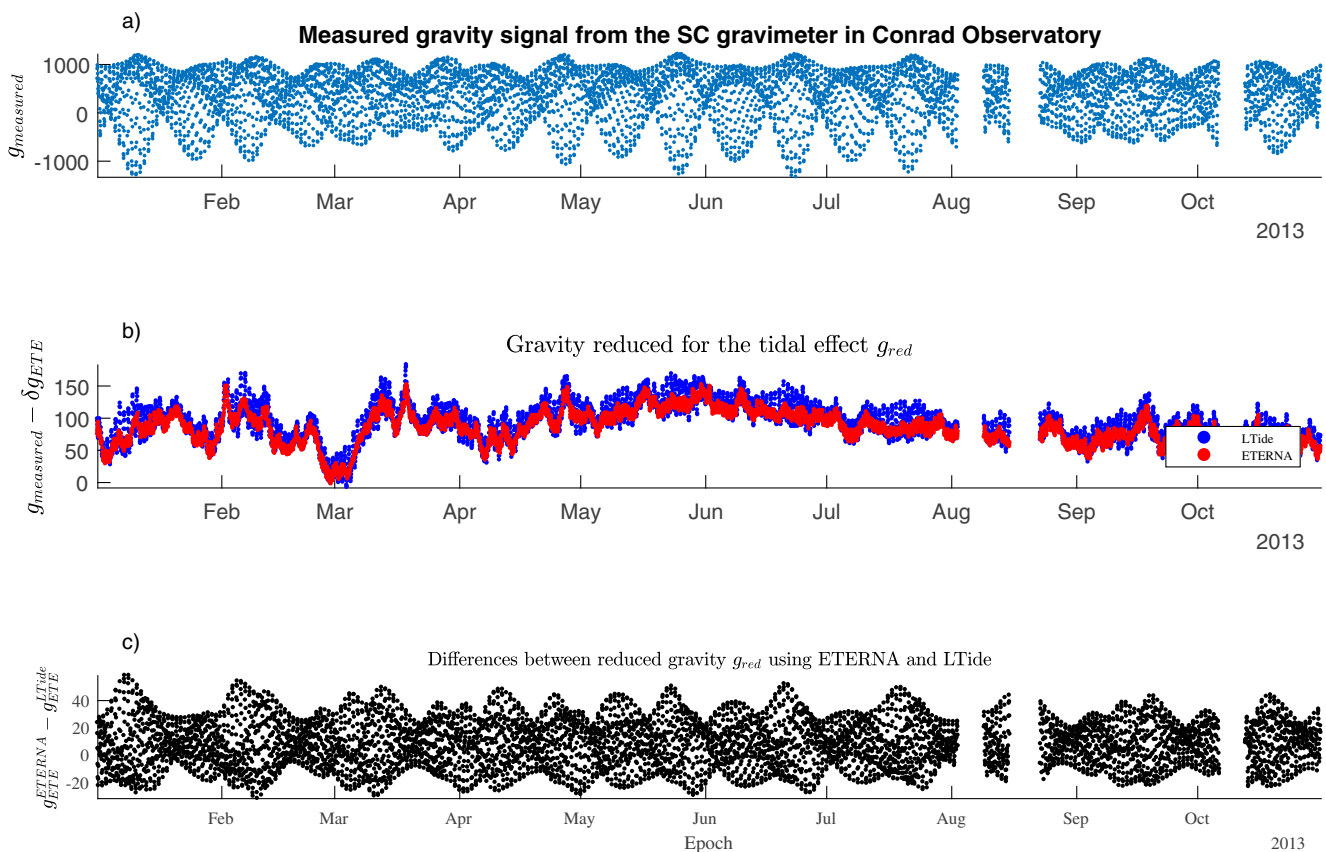 a)
Measured gravity signal from the SC gravimeter in Conrad Observatory
g_measured
1000
0
-1000
Feb Mar Apr May Jun Jul Aug Sep Oct
2013
b)
Gravity reduced for the tidal effect g_red
g_measured − δg_ETE
150
100
50
0
LTide
ETERNA
Feb Mar Apr May Jun Jul Aug Sep Oct
2013
c)
Differences between reduced gravity g_red using ETERNA and LTide
g_ETE^ETERNA − g_ETE^LTide
40
20
0
-20
Feb Mar Apr May Jun Jul Aug Sep Oct
Epoch
2013